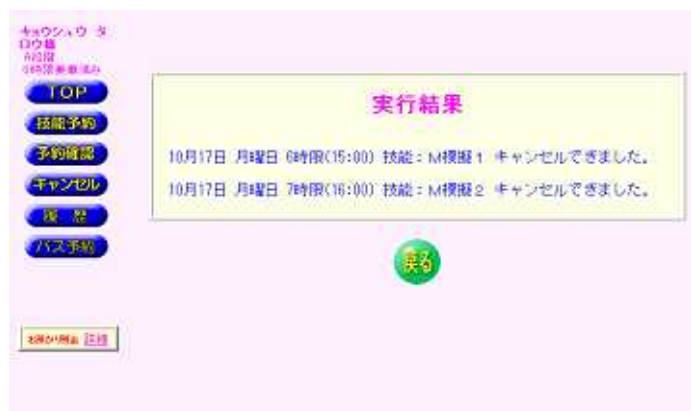 キョウシュウ タ
ロウ様
TOP
技能予約
予約確認
キャンセル
履 歴
バス予約
詳細
実行結果
10月17日 月曜日 6時限(15:00) 技能：M模擬１ キャンセルできました。
10月17日 月曜日 7時限(16:00) 技能：M模擬２ キャンセルできました。
戻る